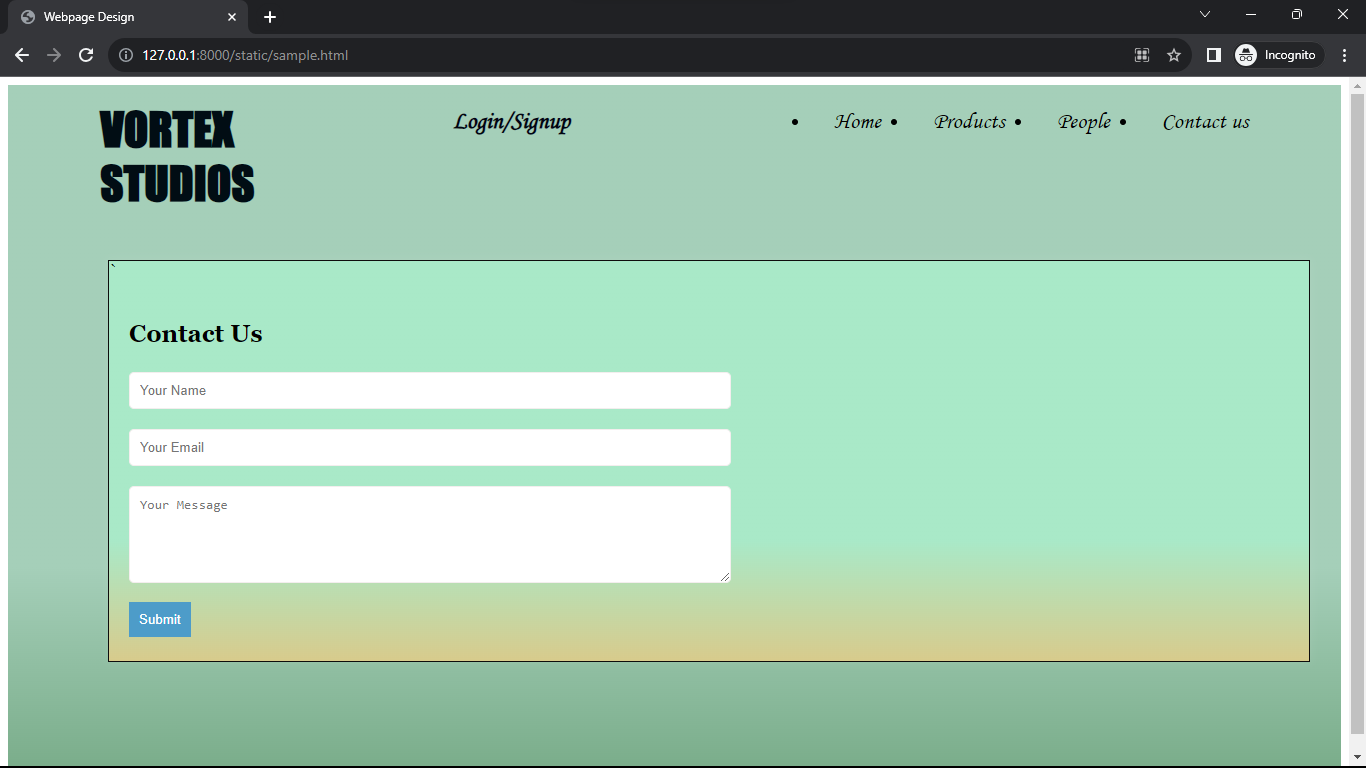 Webpage Design
127.0.0.1:8000/static/sample.html
Incognito
VORTEX
STUDIOS
Login/Signup
• Home • Products • People • Contact us
`
Contact Us
Your Name
Your Email
Your Message
Submit